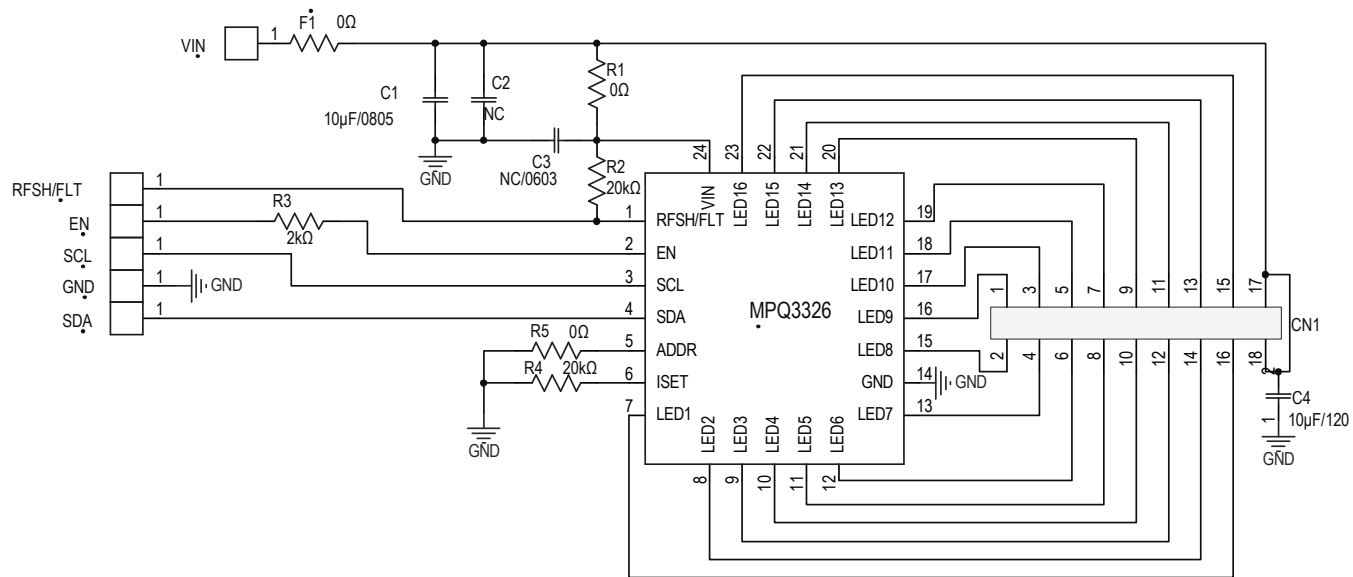 F1 0Ω
VIN 1
R1
0Ω
C1
10µF/0805
C2
NC
C3
NC/0603
GND
R2
20kΩ
RFSH/FLT 1
EN 1
R3
2kΩ
SCL 1
GND 1 GND
SDA 1
24 23 22 21 20
VIN LED16 LED15 LED14 LED13
1 RFSH/FLT
2 EN
3 SCL
4 SDA
5 ADDR
6 ISET
7 LED1
R5 0Ω
R4 20kΩ
GND
MPQ3326
LED12 19
LED11 18
LED10 17
LED9 16
LED8 15
GND 14 GND
LED7 13
LED2 LED3 LED4 LED5 LED6
8 9 10 11 12
1 3 5 7 9 11 13 15 17
CN1
2 4 6 8 10 12 14 16 18
C4
10µF/120
1
GND